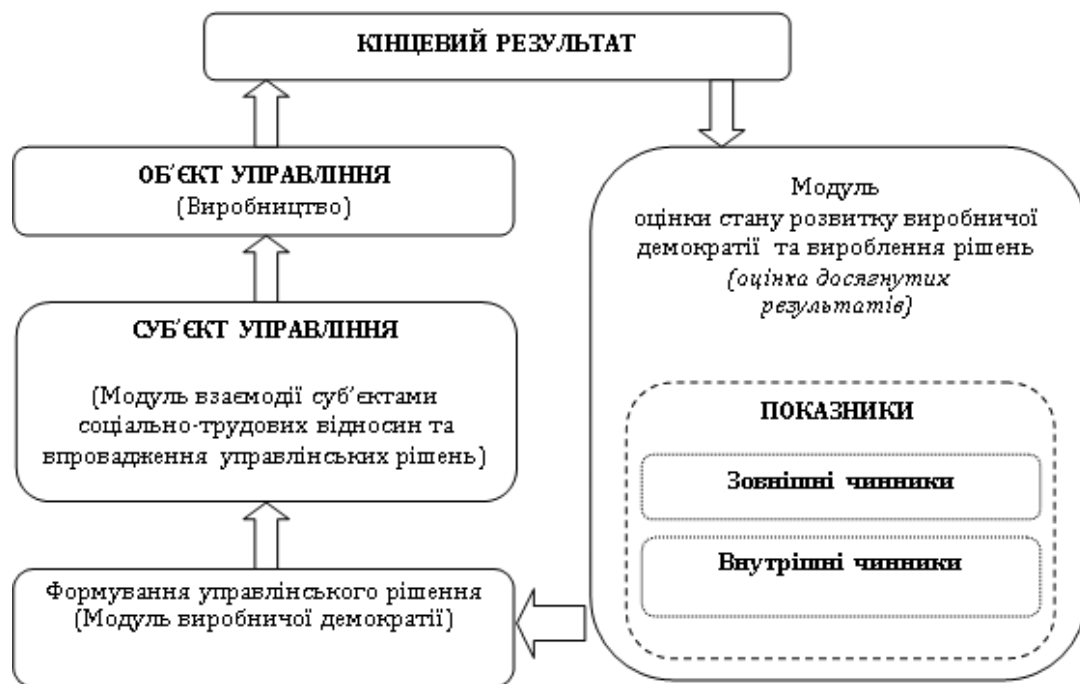 КІНЦЕВИЙ РЕЗУЛЬТАТ
ОБ’ЄКТ УПРАВЛІННЯ
(Виробництво)
СУБ’ЄКТ УПРАВЛІННЯ
(Модуль взаємодії суб’єктами
соціально-трудових відносин та
впровадження управлінських рішень)
Формування управлінського рішення
(Модуль виробничої демократії)
Модуль
оцінки стану розвитку виробничої
демократії та вироблення рішень
(оцінка досягнутих
результатів)
ПОКАЗНИКИ
Зовнішні чинники
Внутрішні чинники